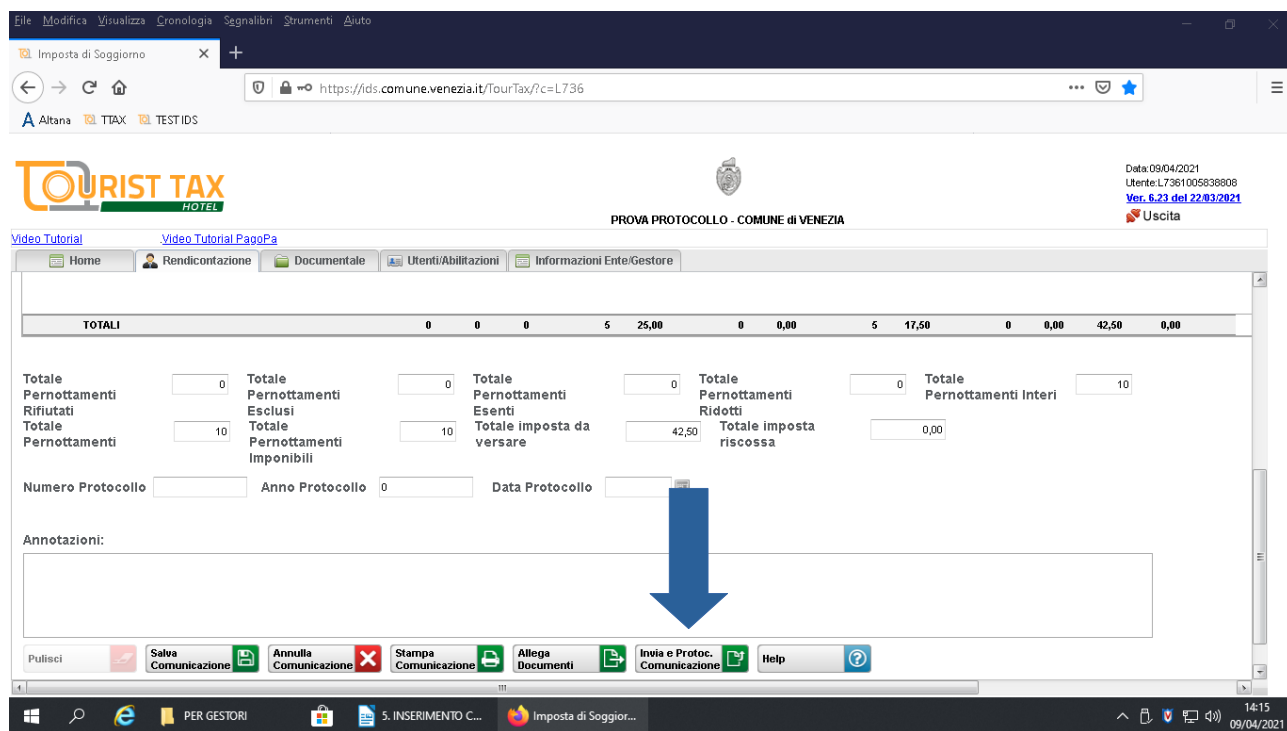 File Modifica Visualizza Cronologia Segnalibri Strumenti Aiuto
Imposta di Soggiorno
https://ids.comune.venezia.it/TourTax/?c=L736
Altana TTAX TEST IDS
TOURIST TAX
HOTEL
PROVA PROTOCOLLO - COMUNE di VENEZIA
Data:09/04/2021
Utente:L7361005838808
Ver. 6.23 del 22/03/2021
Uscita
Video Tutorial .Video Tutorial PagoPa
Home Rendicontazione Documentale Utenti/Abilitazioni Informazioni Ente/Gestore
TOTALI 0 0 0 5 25,00 0 0,00 5 17,50 0 0,00 42,50 0,00
Totale Pernottamenti Rifiutati 0 Totale Pernottamenti Esclusi 0 Totale Pernottamenti Esenti 0 Totale Pernottamenti Ridotti 0 Totale Pernottamenti Interi 10
Totale Pernottamenti 10 Totale Pernottamenti Imponibili 10 Totale imposta da versare 42,50 Totale imposta riscossa 0,00
Numero Protocollo Anno Protocollo 0 Data Protocollo
Annotazioni:
Pulisci Salva Comunicazione Annulla Comunicazione Stampa Comunicazione Allega Documenti Invia e Protoc. Comunicazione Help
PER GESTORI 5. INSERIMENTO C... Imposta di Soggior... 14:15
09/04/2021